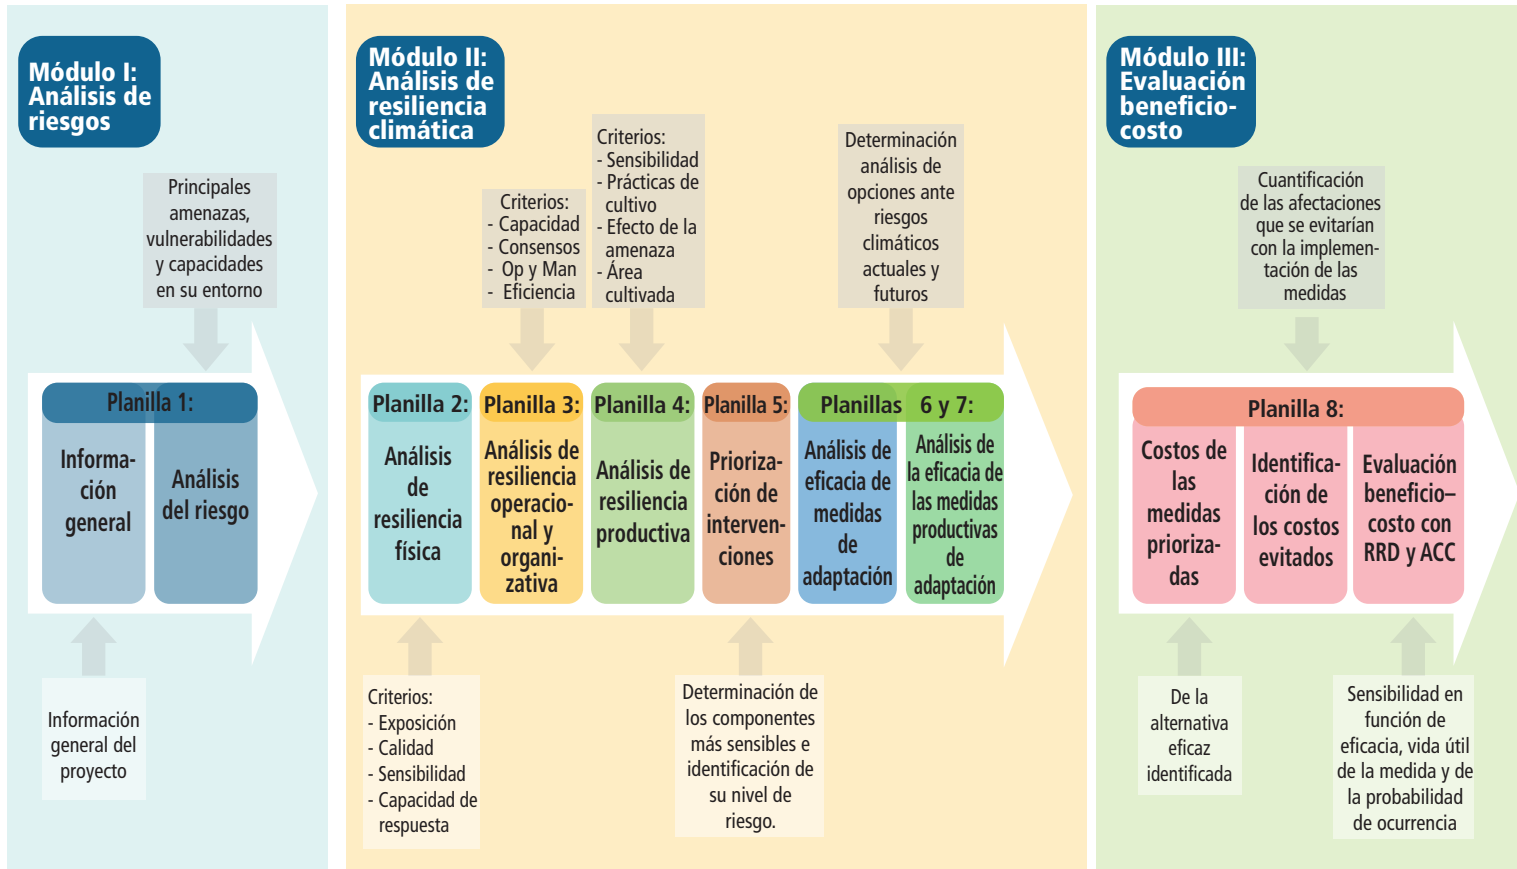 Módulo I:
Análisis de
riesgos
Principales
amenazas,
vulnerabilidades
y capacidades
en su entorno
Planilla 1:
Informa-
ción
general
Análisis
del riesgo
Información
general del
proyecto
Módulo II:
Análisis de
resiliencia
climática
Criterios:
- Capacidad
- Consensos
- Op y Man
- Eficiencia
Criterios:
- Sensibilidad
- Prácticas de
cultivo
- Efecto de la
amenaza
- Área
cultivada
Determinación
análisis de
opciones ante
riesgos
climáticos
actuales y
futuros
Planilla 2:
Análisis
de
resiliencia
física
Planilla 3:
Análisis de
resiliencia
operacio-
nal y
organi-
zativa
Planilla 4:
Análisis de
resiliencia
productiva
Planilla 5:
Prioriza-
ción de
interven-
ciones
Planillas 6 y 7:
Análisis de
eficacia de
medidas
de
adaptación
Análisis de
la eficacia de
las medidas
productivas
de
adaptación
Criterios:
- Exposición
- Calidad
- Sensibilidad
- Capacidad de
respuesta
Determinación de
los componentes
más sensibles e
identificación de
su nivel de
riesgo.
Módulo III:
Evaluación
beneficio-
costo
Cuantificación
de las afectaciones
que se evitarían
con la implemen-
tación de las
medidas
Planilla 8:
Costos de
las
medidas
prioriza-
das
Identifica-
ción de
los costos
evitados
Evaluación
beneficio–
costo con
RRD y ACC
De la
alternativa
eficaz
identificada
Sensibilidad en
función de
eficacia, vida útil
de la medida y de
la probabilidad
de ocurrencia